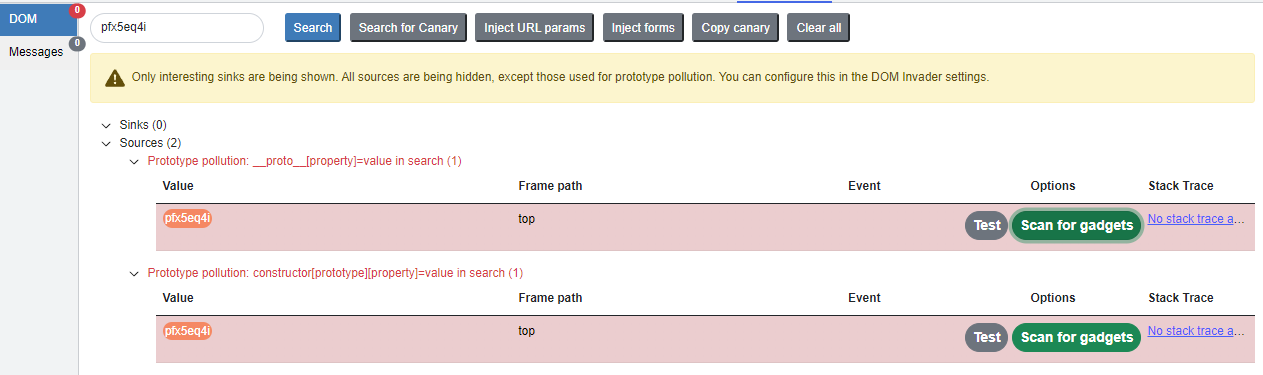 DOM
0
Messages
0
pfx5eq4i
Search
Search for Canary
Inject URL params
Inject forms
Copy canary
Clear all
Only interesting sinks are being shown. All sources are being hidden, except those used for prototype pollution. You can configure this in the DOM Invader settings.
Sinks (0)
Sources (2)
Prototype pollution: __proto__[property]=value in search (1)
Value Frame path Event Options Stack Trace
pfx5eq4i top Test Scan for gadgets No stack trace a...
Prototype pollution: constructor[prototype][property]=value in search (1)
Value Frame path Event Options Stack Trace
pfx5eq4i top Test Scan for gadgets No stack trace a...